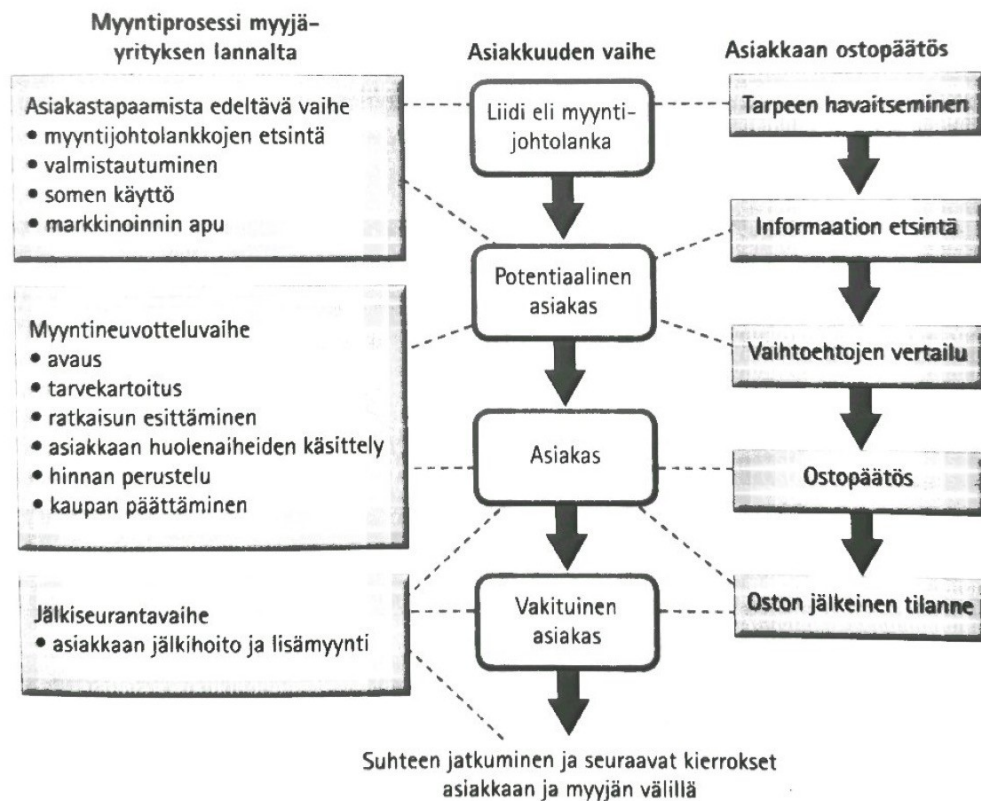 Myyntiprosessi myyjä-
yrityksen lannalta
Asiakastapaamista edeltävä vaihe
• myyntijohtolankkojen etsintä
• valmistautuminen
• somen käyttö
• markkinoinnin apu
Myyntineuvotteluvaihe
• avaus
• tarvekartoitus
• ratkaisun esittäminen
• asiakkaan huolenaiheiden käsittely
• hinnan perustelu
• kaupan päättäminen
Jälkiseurantavaihe
• asiakkaan jälkihoito ja lisämyynti
Asiakkuuden vaihe
Liidi eli myynti-
johtolanka
Potentiaalinen
asiakas
Asiakas
Vakituinen
asiakas
Suhteen jatkuminen ja seuraavat kierrokset
asiakkaan ja myyjän välillä
Asiakkaan ostopäätös
Tarpeen havaitseminen
Informaation etsintä
Vaihtoehtojen vertailu
Ostopäätös
Oston jälkeinen tilanne